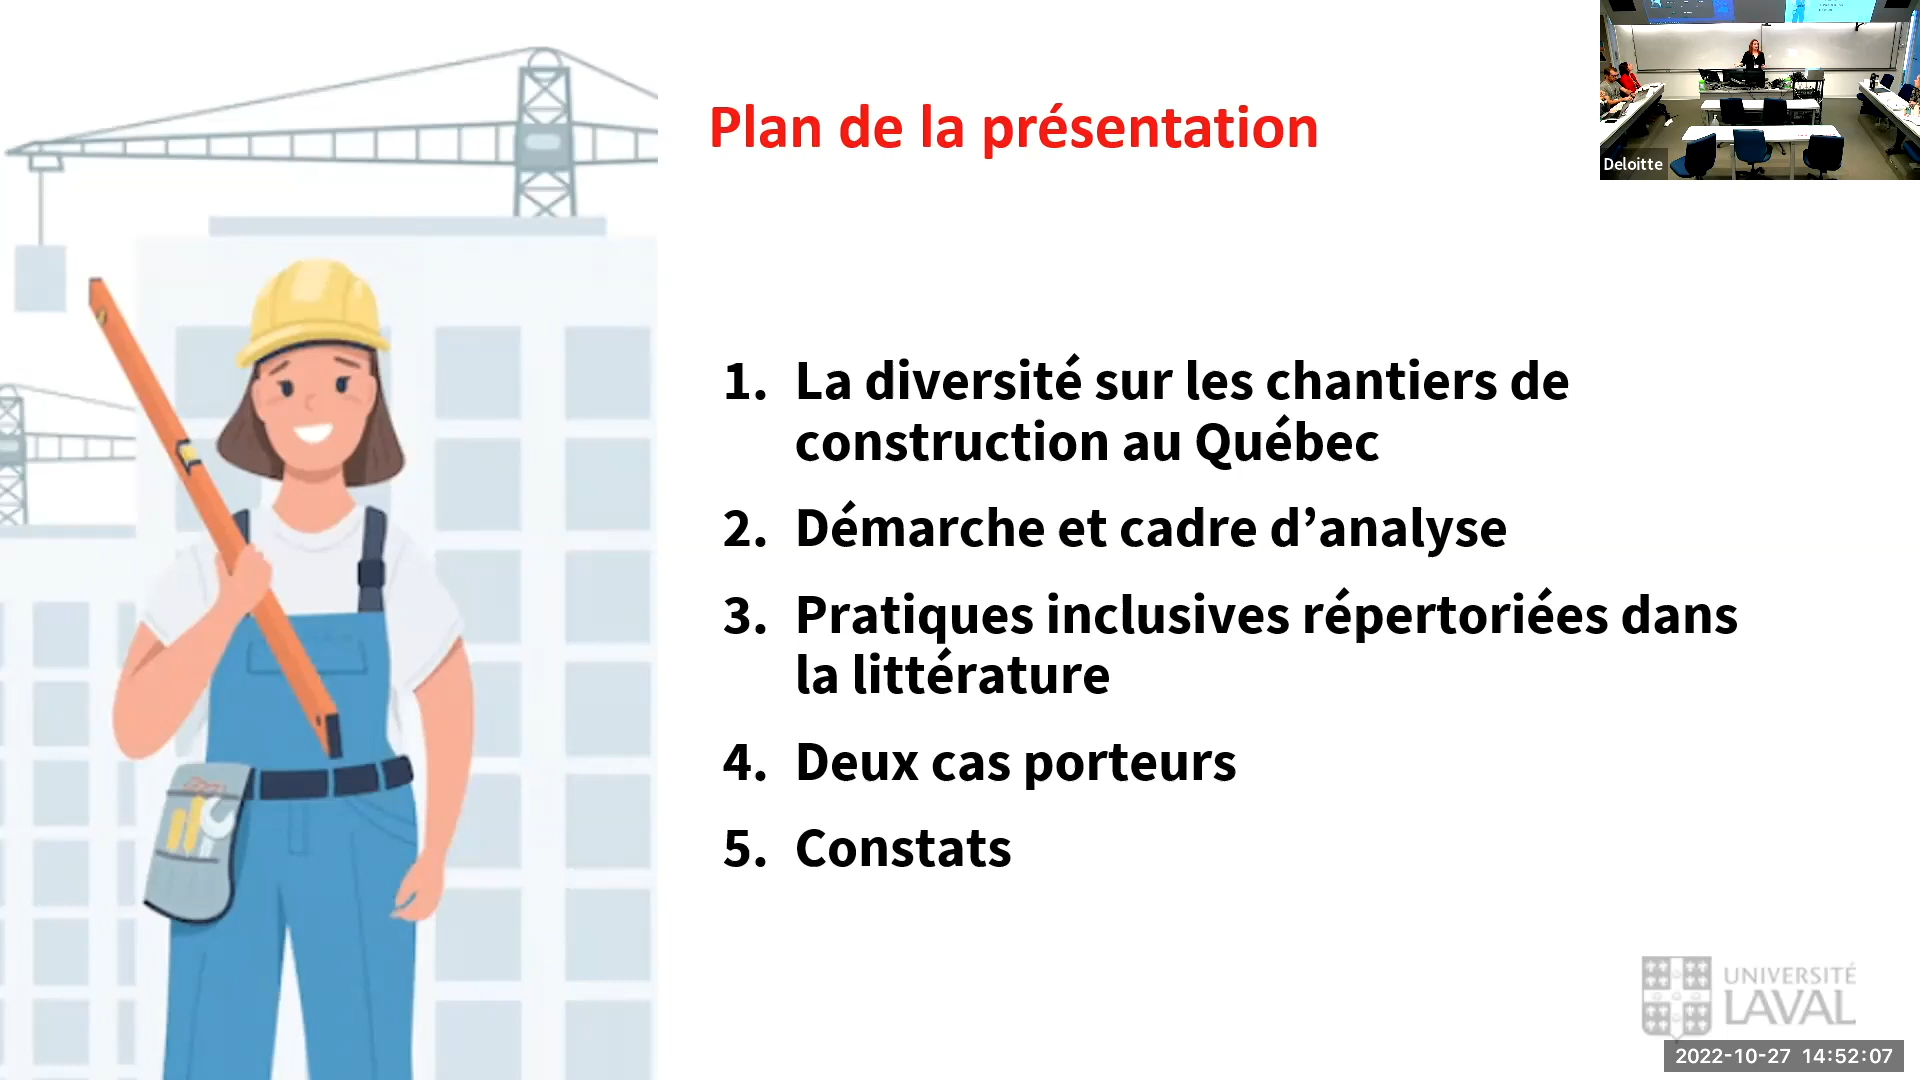 Plan de la présentation
Deloitte
1. La diversité sur les chantiers de
construction au Québec
2. Démarche et cadre d’analyse
3. Pratiques inclusives répertoriées dans
la littérature
4. Deux cas porteurs
5. Constats
UNIVERSITÉ
LAVAL
2022-10-27 14:52:07